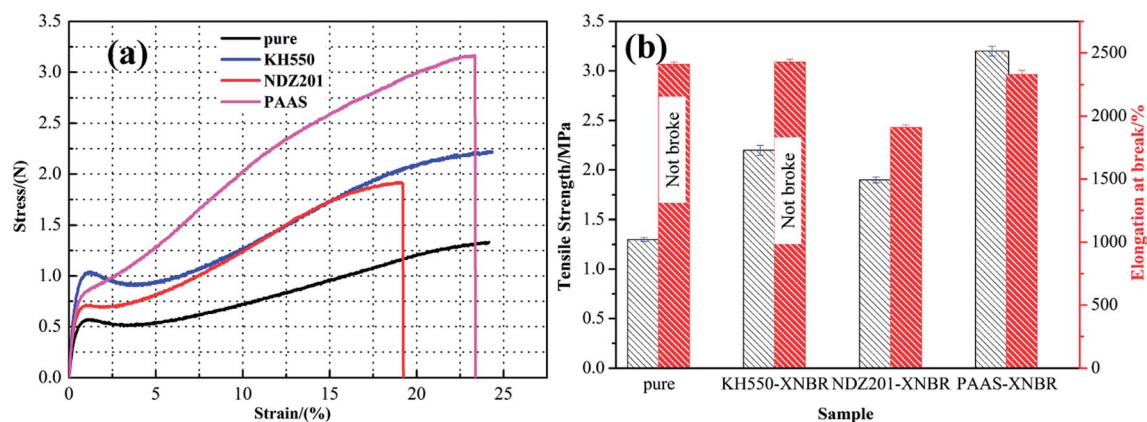 (a)
pure
KH550
NDZ201
PAAS
Stress/(N)
3.5
3.0
2.5
2.0
1.5
1.0
0.5
0.0
0 5 10 15 20 25
Strain/(%)
(b)
Tensile Strength/MPa
3.5
3.0
2.5
2.0
1.5
1.0
0.5
0.0
Not broke
Not broke
2500
2000
1500
1000
500
0
Elongation at break/%
pure KH550-XNBR NDZ201-XNBR PAAS-XNBR
Sample